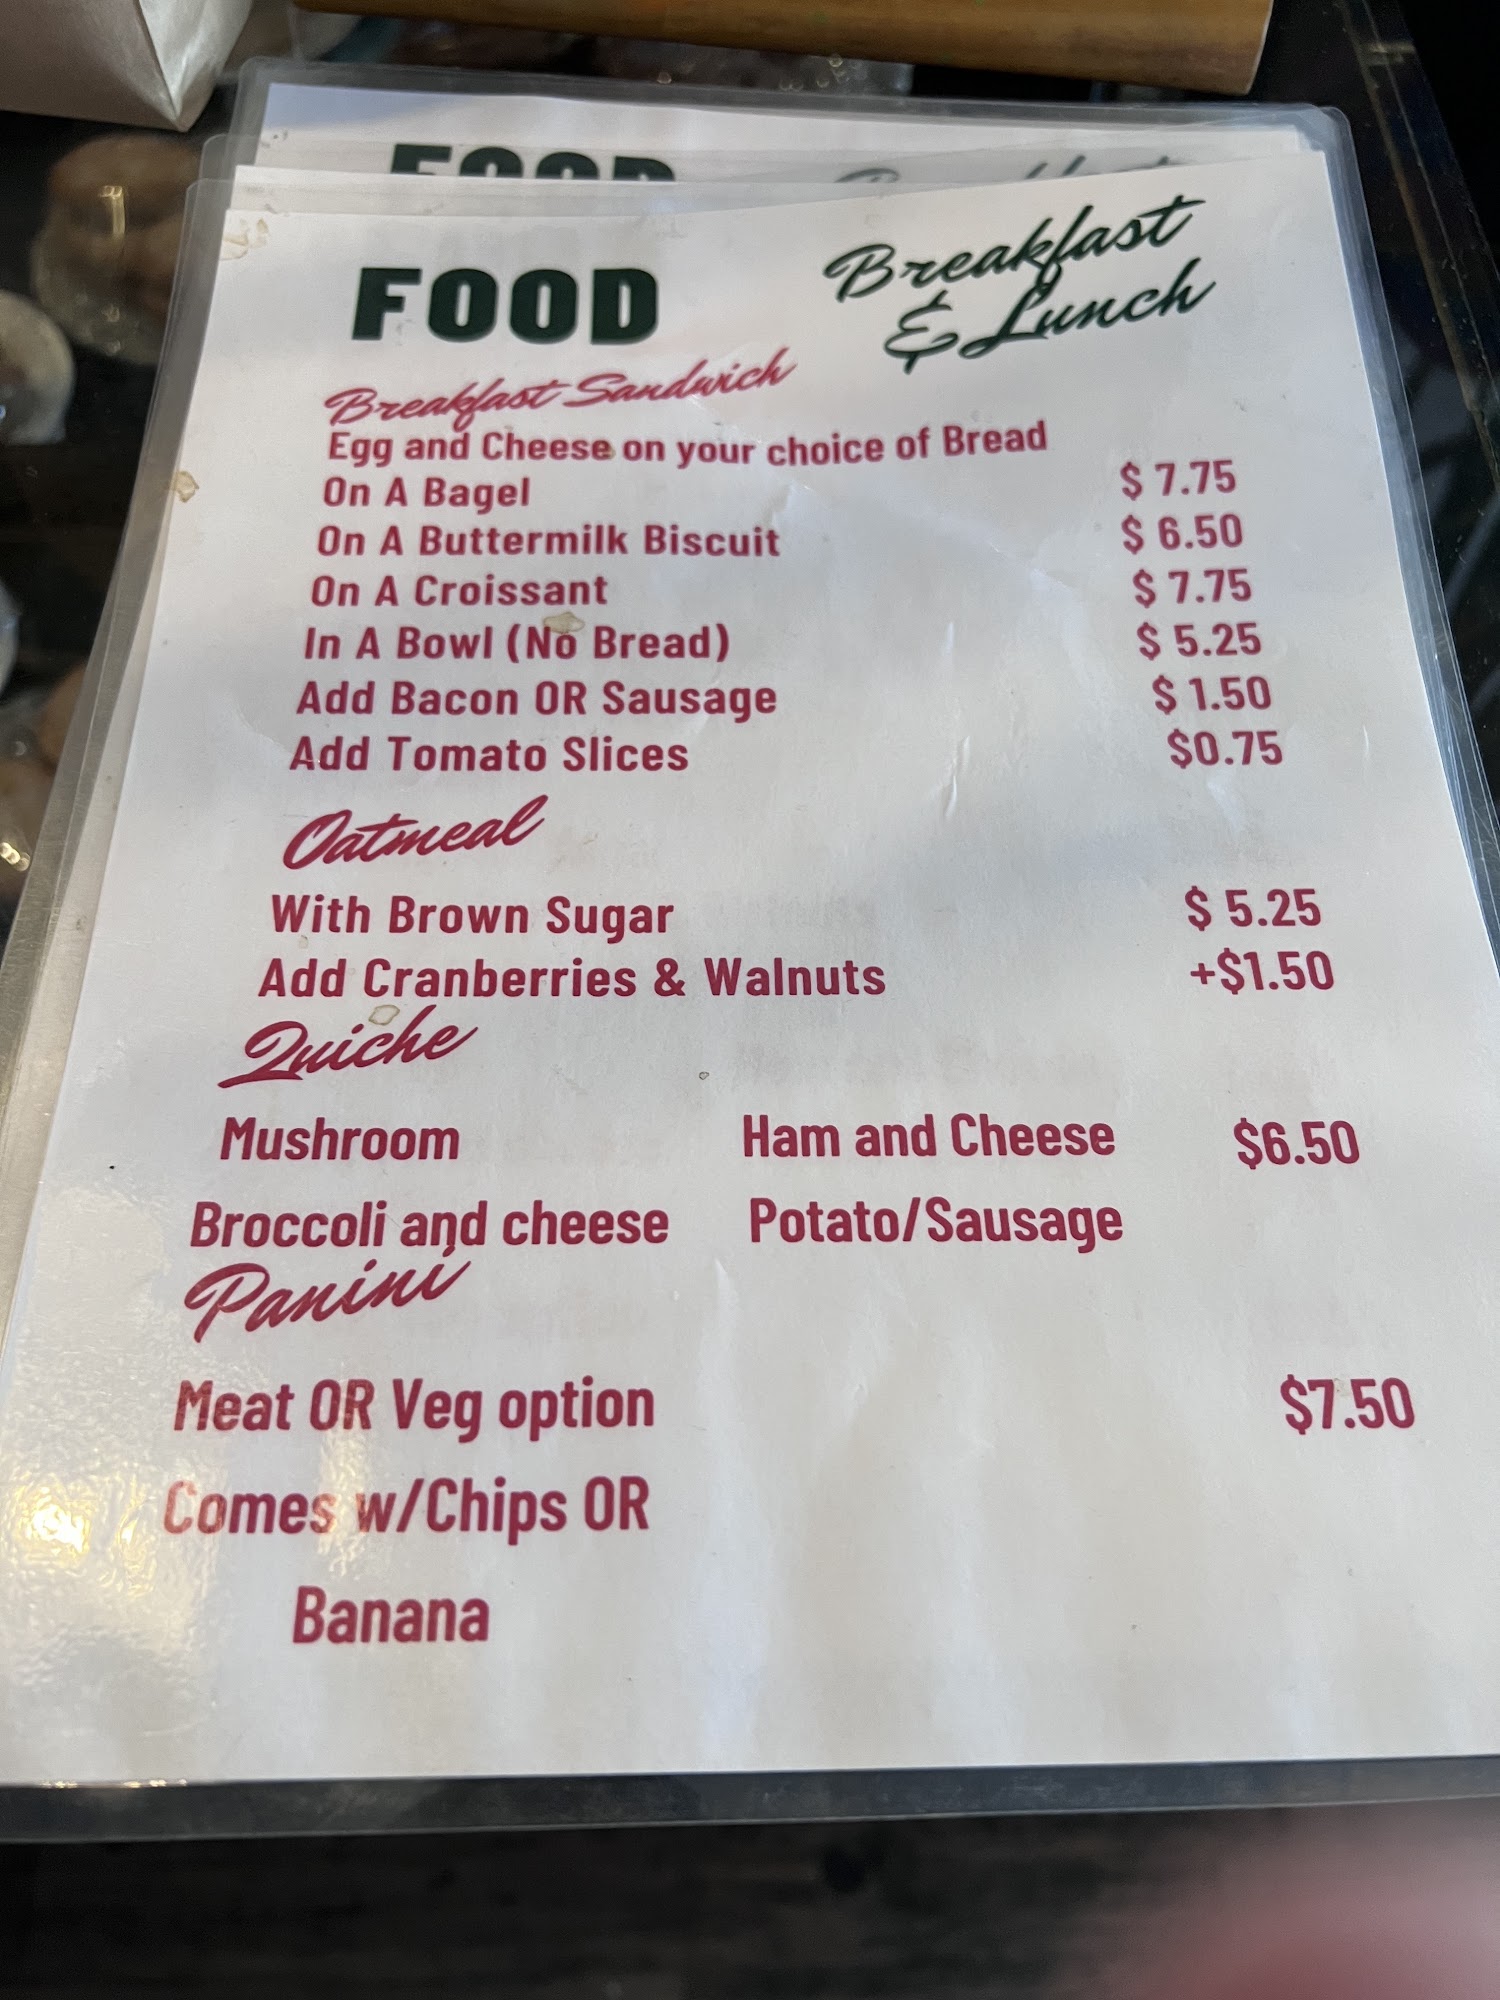 FOOD
FOOD
Breakfast
& Lunch
Breakfast Sandwich
Egg and Cheese on your choice of Bread
On A Bagel $ 7.75
On A Buttermilk Biscuit $ 6.50
On A Croissant $ 7.75
In A Bowl (No Bread) $ 5.25
Add Bacon OR Sausage $ 1.50
Add Tomato Slices $0.75
Oatmeal
With Brown Sugar $ 5.25
Add Cranberries & Walnuts +$1.50
Quiche
Mushroom Ham and Cheese $6.50
Broccoli and cheese Potato/Sausage
Panini
Meat OR Veg option $7.50
Comes w/Chips OR
Banana